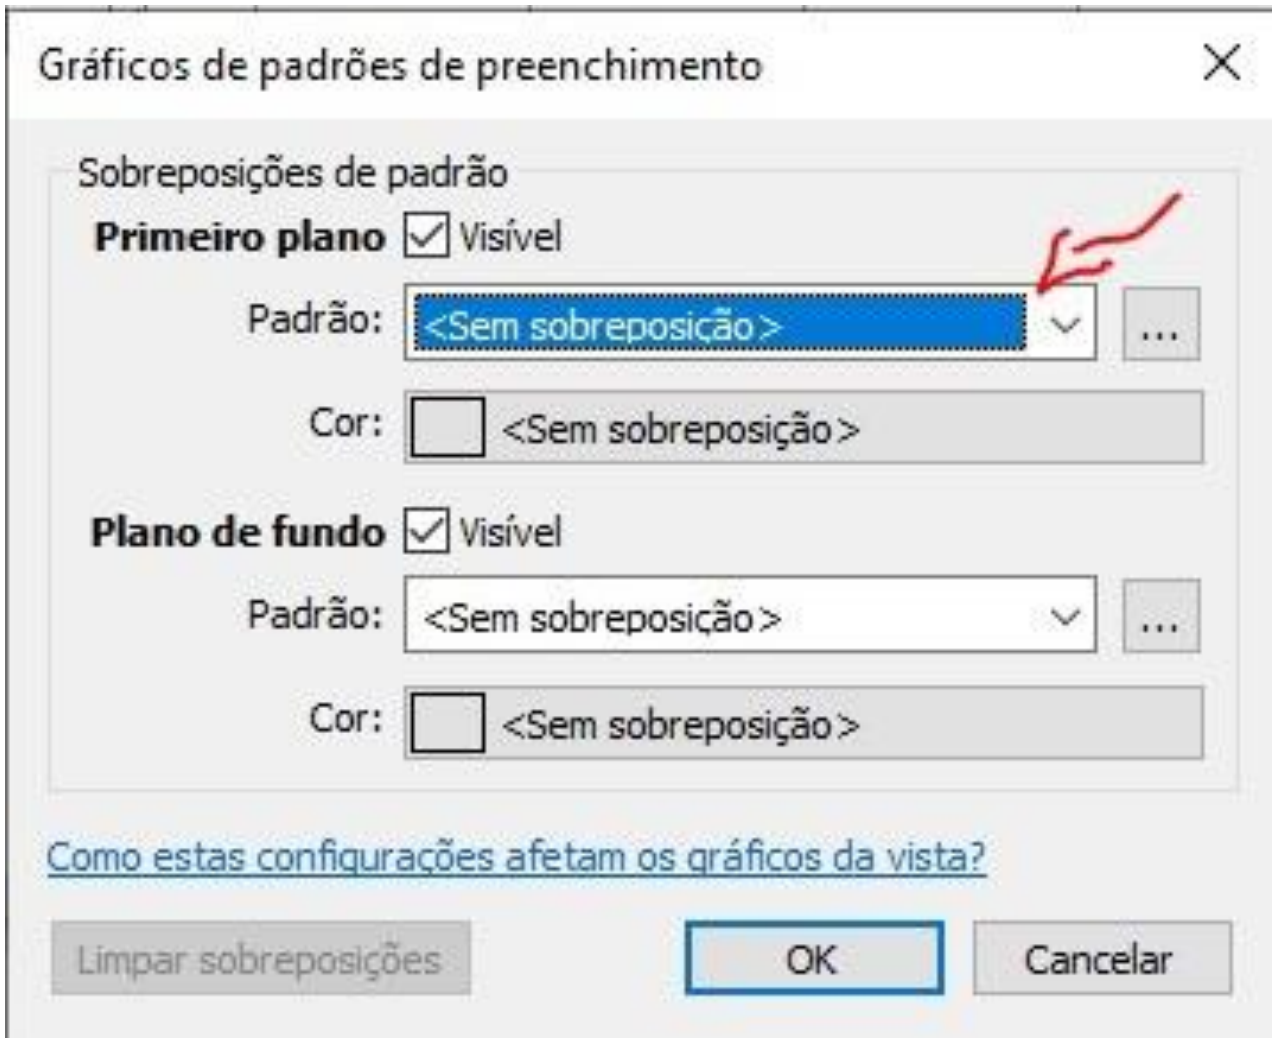 Gráficos de padrões de preenchimento
Sobreposições de padrão
Primeiro plano Visível
Padrão: <Sem sobreposição> ...
Cor: <Sem sobreposição>
Plano de fundo Visível
Padrão: <Sem sobreposição> ...
Cor: <Sem sobreposição>
Como estas configurações afetam os gráficos da vista?
Limpar sobreposições OK Cancelar